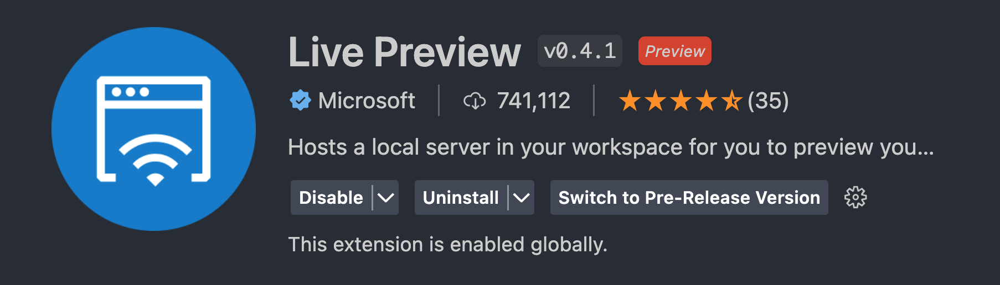 Live Preview v0.4.1 Preview
Microsoft 741,112 (35)
Hosts a local server in your workspace for you to preview you...
Disable Uninstall Switch to Pre-Release Version
This extension is enabled globally.